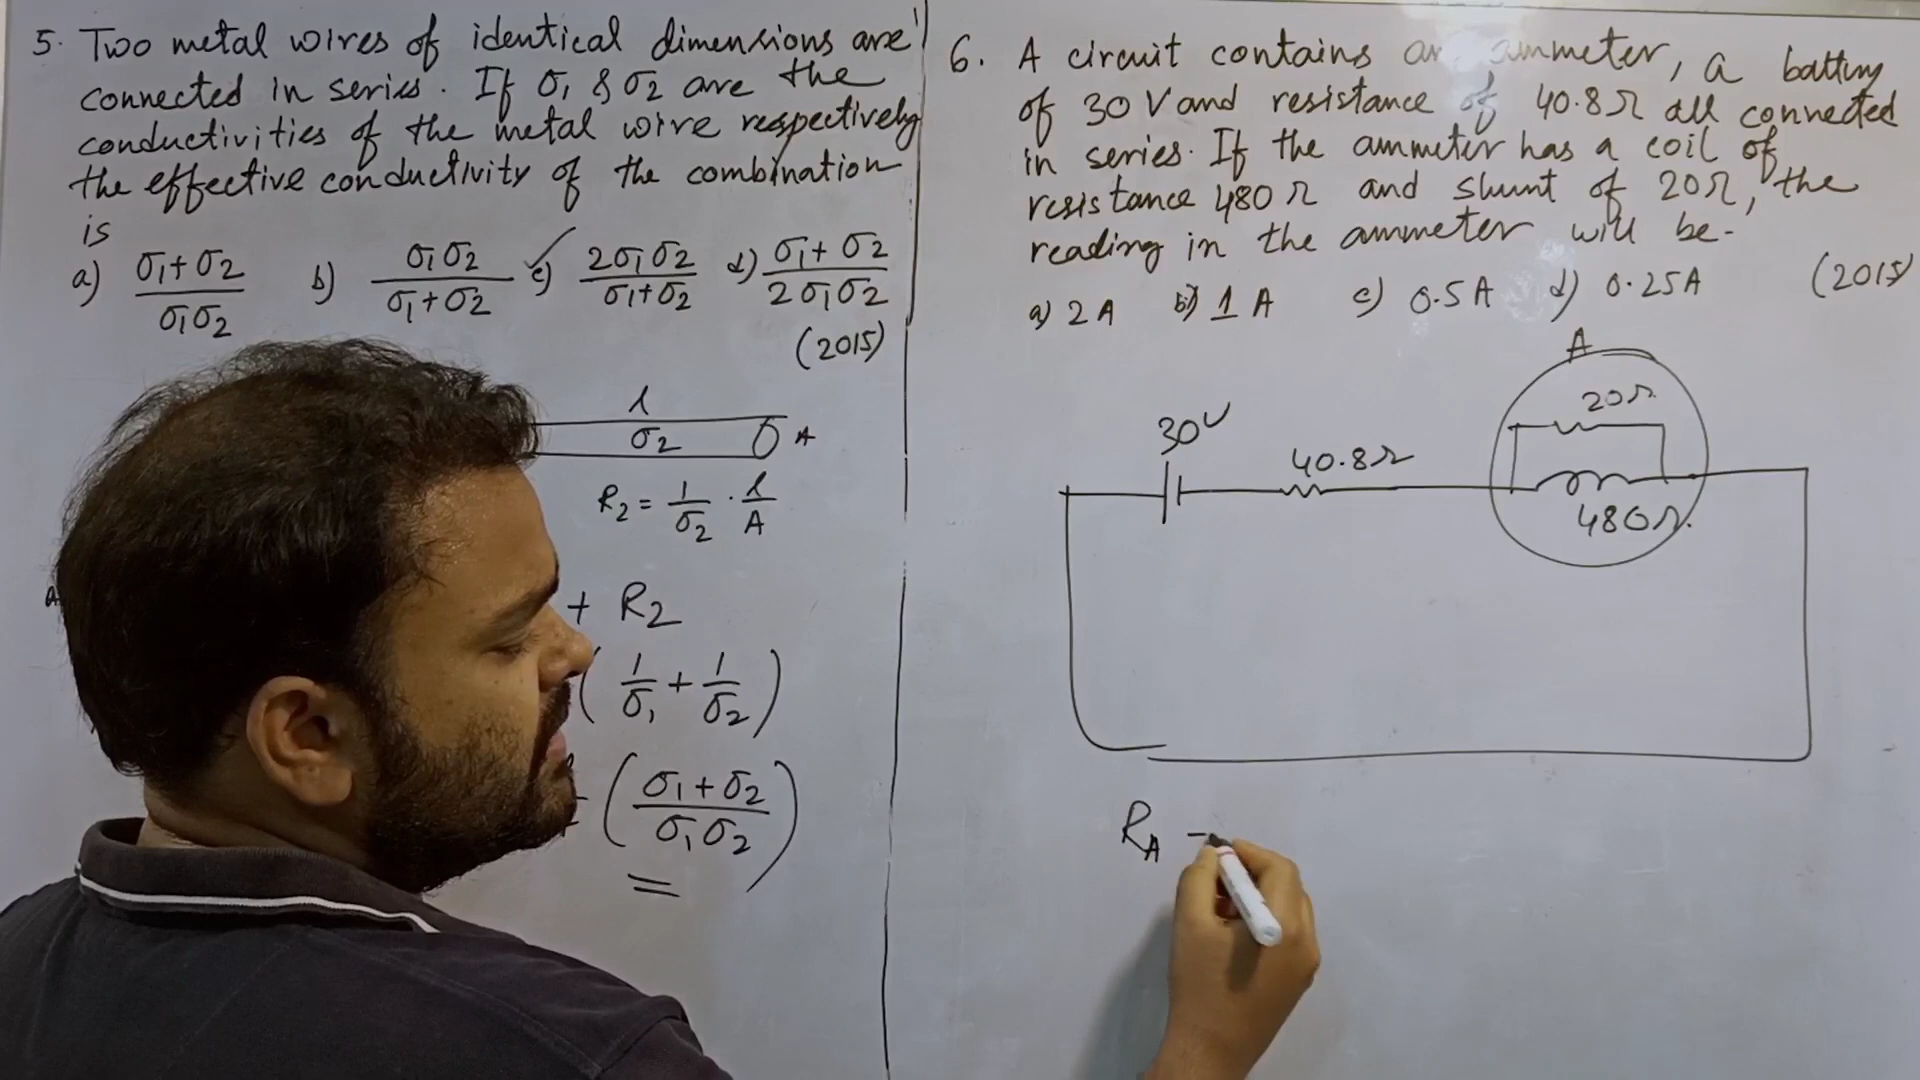 5. Two metal wires of identical dimensions are
connected in series. If σ₁ & σ₂ are the
conductivities of the metal wire respectively
the effective conductivity of the combination
is
a) σ₁+σ₂/σ₁σ₂ b) σ₁σ₂/σ₁+σ₂ ✓c) 2σ₁σ₂/σ₁+σ₂ d) σ₁+σ₂/2σ₁σ₂
(2015)
l
σ₂ A
R₂ = 1/σ₂ · l/A
+ R₂
( 1/σ₁ + 1/σ₂ )
( σ₁+σ₂/σ₁σ₂ )
6. A circuit contains an ammeter, a battery
of 30 V and resistance of 40.8Ω all connected
in series. If the ammeter has a coil of
resistance 480Ω and shunt of 20Ω, the
reading in the ammeter will be-
a) 2 A b) 1 A c) 0.5 A d) 0.25A (2015)
A
20Ω
30V
40.8Ω
480Ω.
R_A